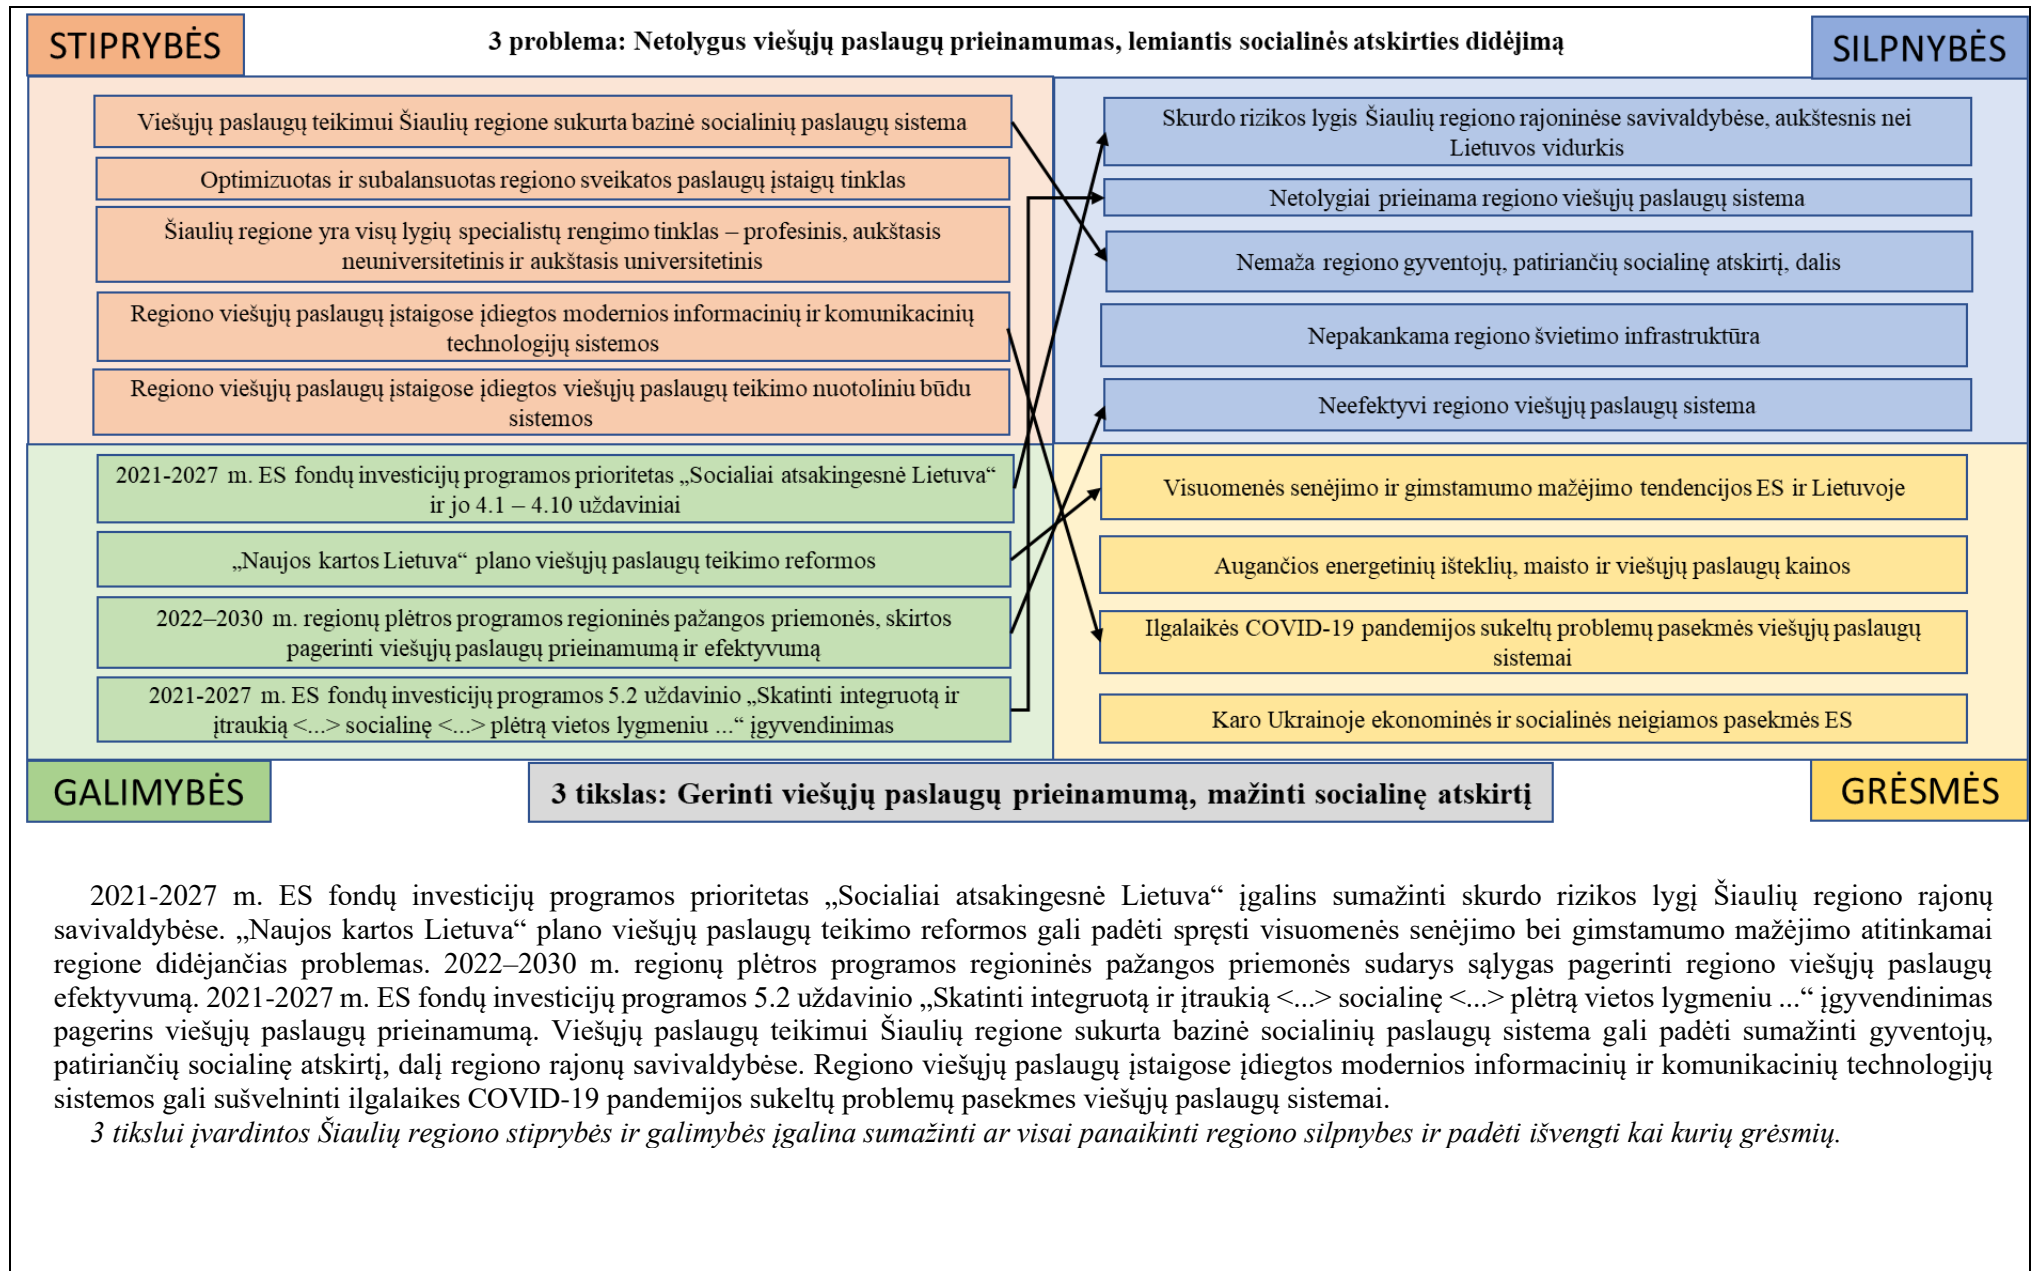 STIPRYBĖS
3 problema: Netolygus viešųjų paslaugų prieinamumas, lemiantis socialinės atskirties didėjimą
SILPNYBĖS
Viešųjų paslaugų teikimui Šiaulių regione sukurta bazinė socialinių paslaugų sistema
Optimizuotas ir subalansuotas regiono sveikatos paslaugų įstaigų tinklas
Šiaulių regione yra visų lygių specialistų rengimo tinklas – profesinis, aukštasis
neuniversitetinis ir aukštasis universitetinis
Regiono viešųjų paslaugų įstaigose įdiegtos modernios informacinių ir komunikacinių
technologijų sistemos
Regiono viešųjų paslaugų įstaigose įdiegtos viešųjų paslaugų teikimo nuotoliniu būdu
sistemos
Skurdo rizikos lygis Šiaulių regiono rajoninėse savivaldybėse, aukštesnis nei
Lietuvos vidurkis
Netolygiai prieinama regiono viešųjų paslaugų sistema
Nemaža regiono gyventojų, patiriančių socialinę atskirtį, dalis
Nepakankama regiono švietimo infrastruktūra
Neefektyvi regiono viešųjų paslaugų sistema
2021-2027 m. ES fondų investicijų programos prioritetas „Socialiai atsakingesnė Lietuva“
ir jo 4.1 – 4.10 uždaviniai
„Naujos kartos Lietuva“ plano viešųjų paslaugų teikimo reformos
2022–2030 m. regionų plėtros programos regioninės pažangos priemonės, skirtos
pagerinti viešųjų paslaugų prieinamumą ir efektyvumą
2021-2027 m. ES fondų investicijų programos 5.2 uždavinio „Skatinti integruotą ir
įtraukią <...> socialinę <...> plėtrą vietos lygmeniu ...“ įgyvendinimas
Visuomenės senėjimo ir gimstamumo mažėjimo tendencijos ES ir Lietuvoje
Augančios energetinių išteklių, maisto ir viešųjų paslaugų kainos
Ilgalaikės COVID-19 pandemijos sukeltų problemų pasekmės viešųjų paslaugų
sistemai
Karo Ukrainoje ekonominės ir socialinės neigiamos pasekmės ES
GALIMYBĖS
3 tikslas: Gerinti viešųjų paslaugų prieinamumą, mažinti socialinę atskirtį
GRĖSMĖS
2021-2027 m. ES fondų investicijų programos prioritetas „Socialiai atsakingesnė Lietuva“ įgalins sumažinti skurdo rizikos lygį Šiaulių regiono rajonų
savivaldybėse. „Naujos kartos Lietuva“ plano viešųjų paslaugų teikimo reformos gali padėti spręsti visuomenės senėjimo bei gimstamumo mažėjimo atitinkamai
regione didėjančias problemas. 2022–2030 m. regionų plėtros programos regioninės pažangos priemonės sudarys sąlygas pagerinti regiono viešųjų paslaugų
efektyvumą. 2021-2027 m. ES fondų investicijų programos 5.2 uždavinio „Skatinti integruotą ir įtraukią <...> socialinę <...> plėtrą vietos lygmeniu ...“ įgyvendinimas
pagerins viešųjų paslaugų prieinamumą. Viešųjų paslaugų teikimui Šiaulių regione sukurta bazinė socialinių paslaugų sistema gali padėti sumažinti gyventojų,
patiriančių socialinę atskirtį, dalį regiono rajonų savivaldybėse. Regiono viešųjų paslaugų įstaigose įdiegtos modernios informacinių ir komunikacinių technologijų
sistemos gali sušvelninti ilgalaikes COVID-19 pandemijos sukeltų problemų pasekmes viešųjų paslaugų sistemai.
3 tikslui įvardintos Šiaulių regiono stiprybės ir galimybės įgalina sumažinti ar visai panaikinti regiono silpnybes ir padėti išvengti kai kurių grėsmių.